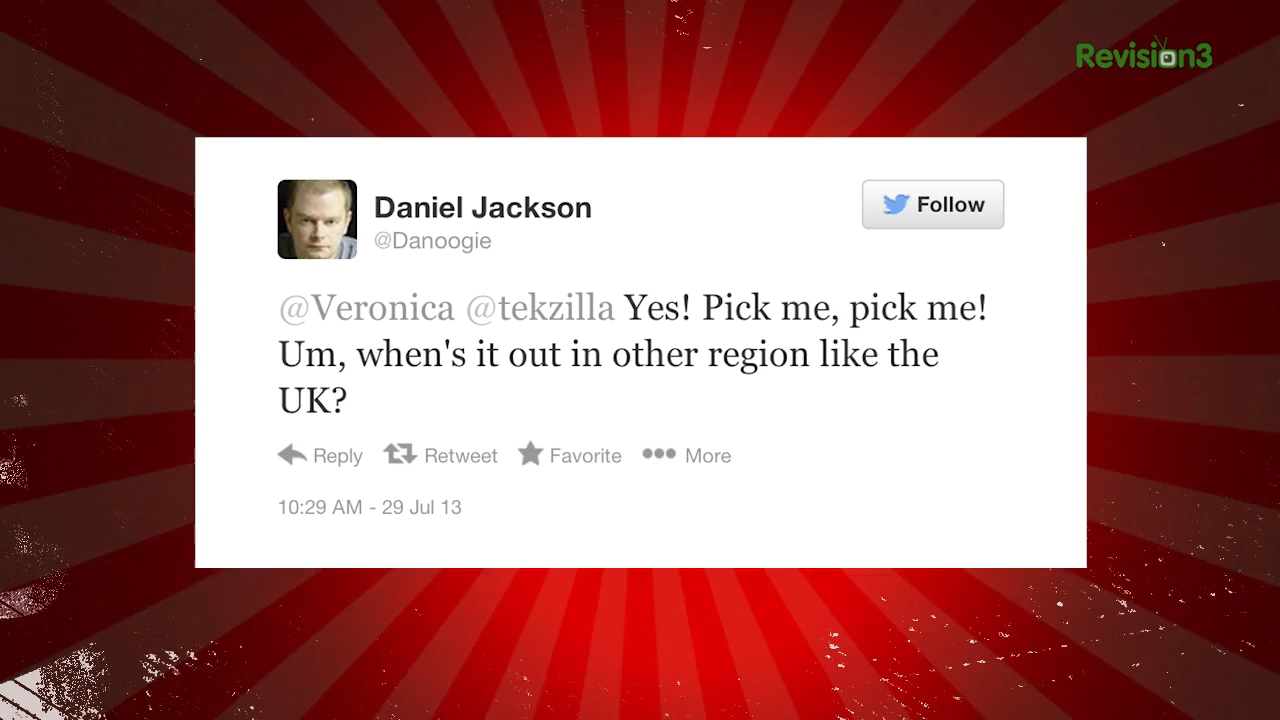 Revision3
Daniel Jackson
Follow
@Danoogie
@Veronica @tekzilla Yes! Pick me, pick me!
Um, when's it out in other region like the
UK?
Reply Retweet Favorite More
10:29 AM - 29 Jul 13